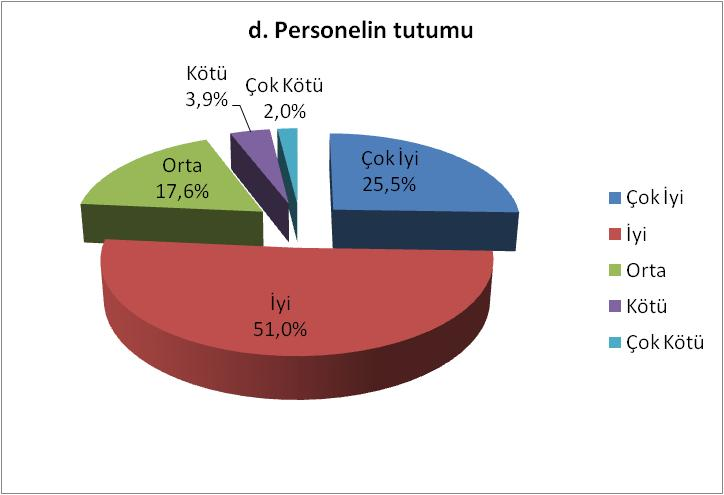 d. Personelin tutumu
Kötü
3,9%
Çok Kötü
2,0%
Orta
17,6%
Çok İyi
25,5%
İyi
51,0%
Çok İyi
İyi
Orta
Kötü
Çok Kötü